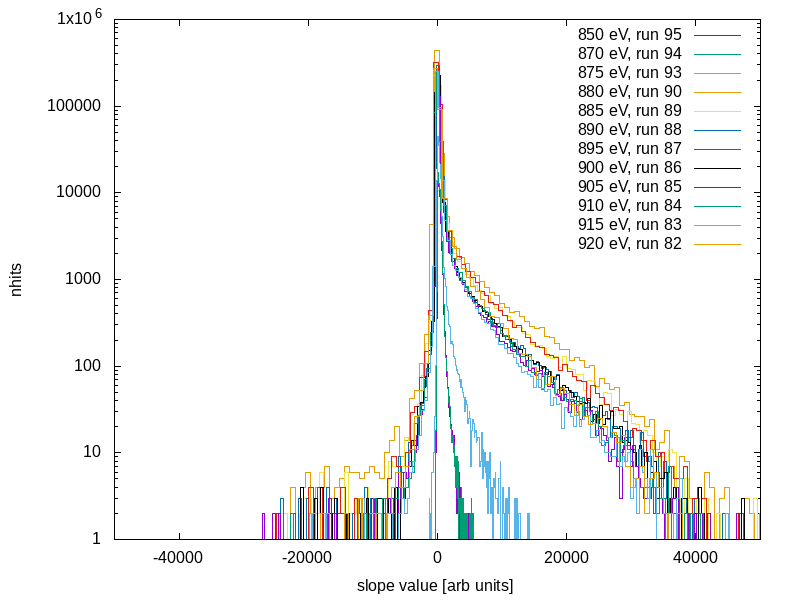 1x10 6
100000
10000
1000
100
10
1
-40000 -20000 0 20000 40000
nhits
slope value [arb units]
850 eV, run 95
870 eV, run 94
875 eV, run 93
880 eV, run 90
885 eV, run 89
890 eV, run 88
895 eV, run 87
900 eV, run 86
905 eV, run 85
910 eV, run 84
915 eV, run 83
920 eV, run 82